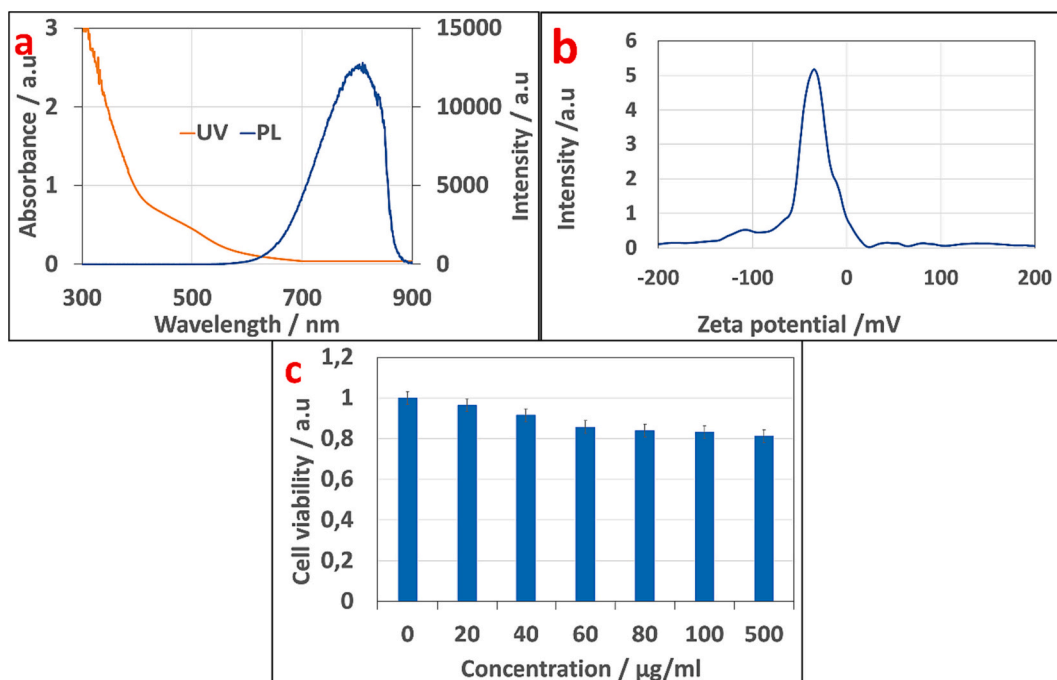 a
3
2
1
0
Absorbance / a.u
UV PL
15000
10000
5000
0
Intensity / a.u
300 500 700 900
Wavelength / nm
b
6
5
4
3
2
1
0
Intensity /a.u
-200 -100 0 100 200
Zeta potential /mV
c
1,2
1
0,8
0,6
0,4
0,2
0
Cell viability / a.u
0 20 40 60 80 100 500
Concentration / µg/ml